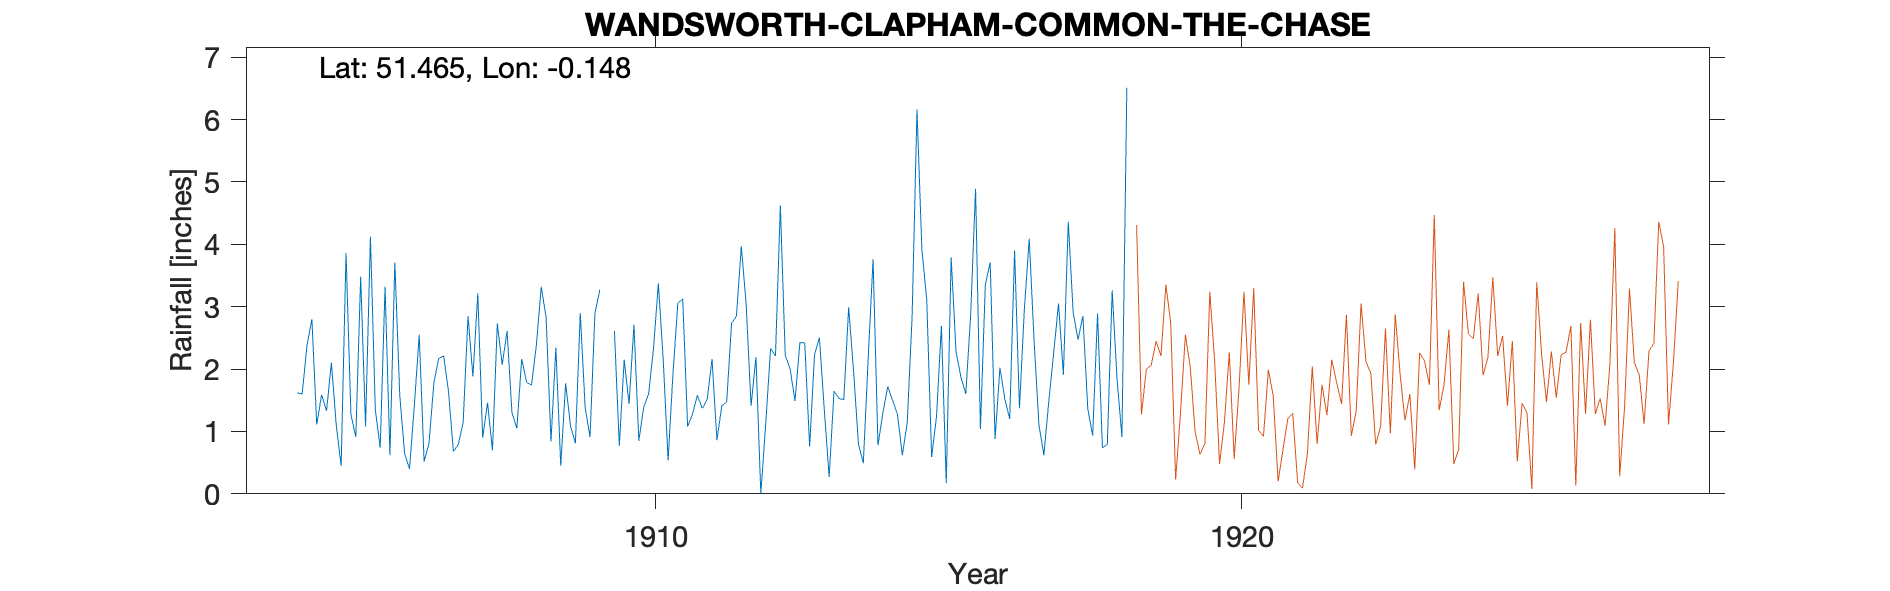 WANDSWORTH-CLAPHAM-COMMON-THE-CHASE
Lat: 51.465, Lon: -0.148
7
6
5
4
3
2
1
0
Rainfall [inches]
1910 1920
Year